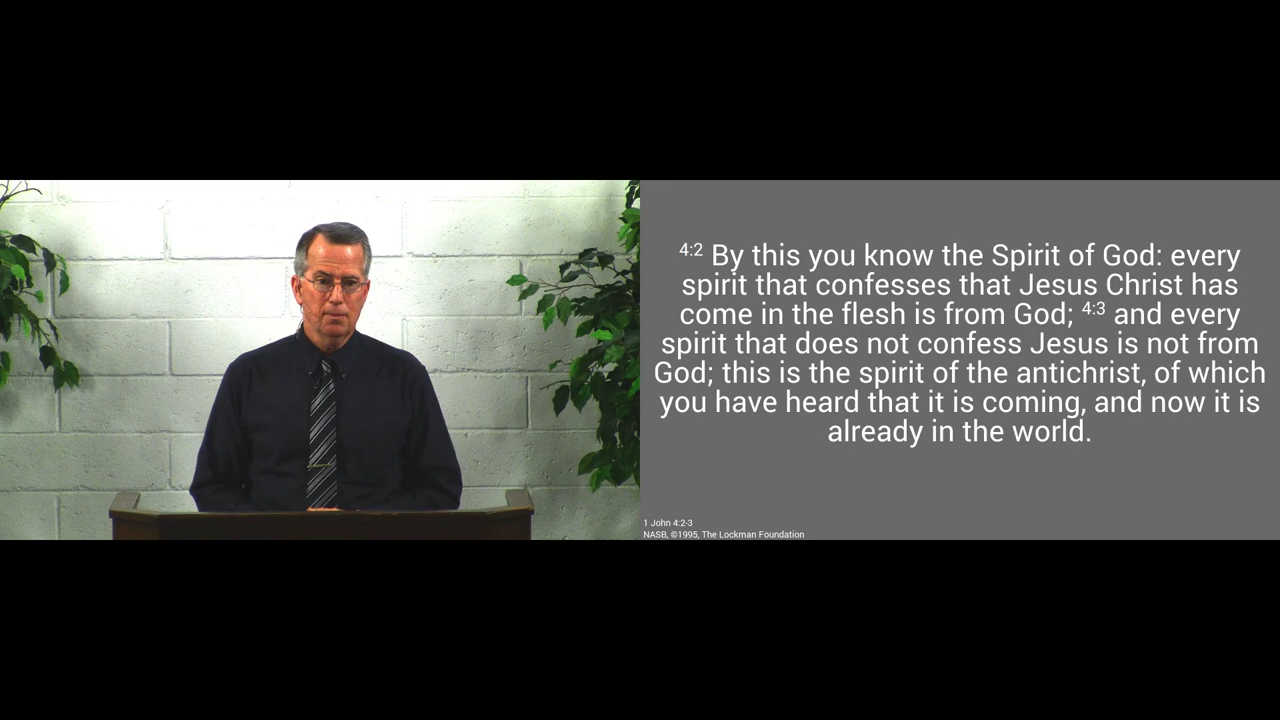 4:2 By this you know the Spirit of God: every
spirit that confesses that Jesus Christ has
come in the flesh is from God; 4:3 and every
spirit that does not confess Jesus is not from
God; this is the spirit of the antichrist, of which
you have heard that it is coming, and now it is
already in the world.
1 John 4:2-3
NASB, ©1995, The Lockman Foundation